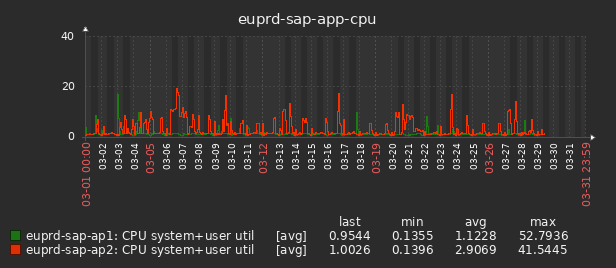 euprd-sap-app-cpu
40
20
0
03-01 00:00 03-02 03-03 03-04 03-05 03-06 03-07 03-08 03-09 03-10 03-12 03-13 03-14 03-15 03-16 03-17 03-18 03-19 03-20 03-21 03-22 03-23 03-24 03-25 03-26 03-27 03-28 03-29 03-30 03-31 03-31 23:59
last min avg max
euprd-sap-ap1: CPU system+user util [avg] 0.9544 0.1355 1.1228 52.7936
euprd-sap-ap2: CPU system+user util [avg] 1.0026 0.1396 2.9069 41.5445